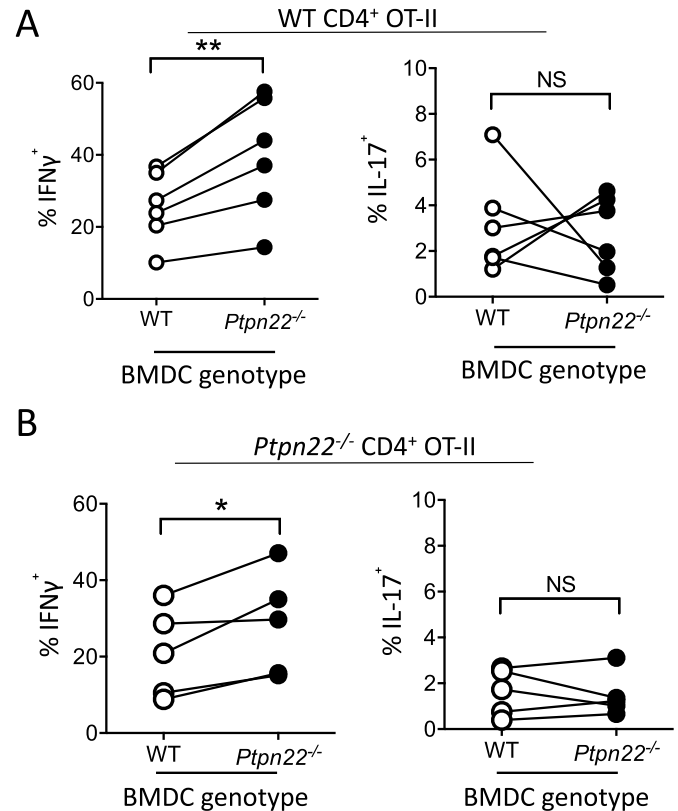 A
WT CD4⁺ OT-II
**
60
40
20
0
% IFNγ⁺
WT
Ptpn22⁻/⁻
BMDC genotype
NS
10
8
6
4
2
0
% IL-17⁺
WT
Ptpn22⁻/⁻
BMDC genotype
B
Ptpn22⁻/⁻ CD4⁺ OT-II
*
60
40
20
0
% IFNγ⁺
WT
Ptpn22⁻/⁻
BMDC genotype
NS
10
8
6
4
2
0
% IL-17⁺
WT
Ptpn22⁻/⁻
BMDC genotype